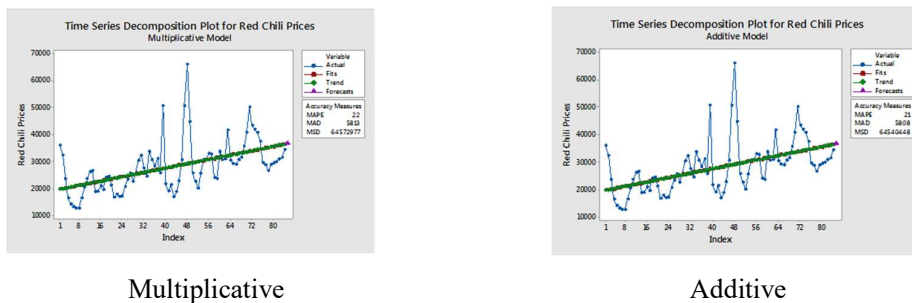 Time Series Decomposition Plot for Red Chili Prices
Multiplicative Model
70000
60000
50000
40000
30000
20000
10000
Red Chili Prices
1 8 16 24 32 40 48 56 64 72 80
Index
Variable
Actual
Fits
Trend
Forecasts
Accuracy Measures
MAPE 22
MAD 5813
MSD 64572977
Multiplicative
Time Series Decomposition Plot for Red Chili Prices
Additive Model
70000
60000
50000
40000
30000
20000
10000
Red Chili Prices
1 8 16 24 32 40 48 56 64 72 80
Index
Variable
Actual
Fits
Trend
Forecasts
Accuracy Measures
MAPE 21
MAD 5808
MSD 64540448
Additive